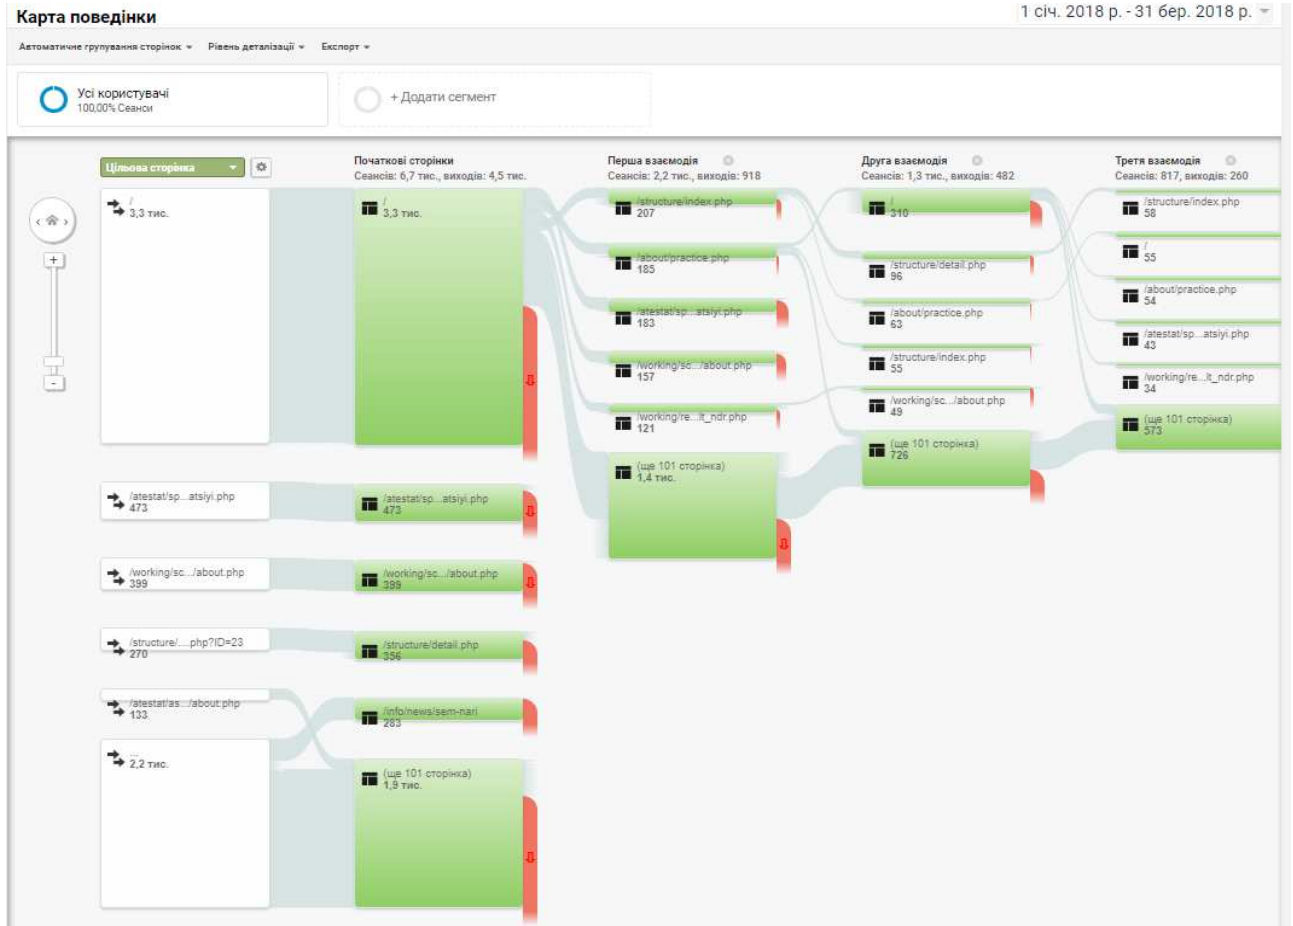 Карта поведінки
1 січ. 2018 р. - 31 бер. 2018 р.
Автоматичне групування сторінок Рівень деталізації Експорт
Усі користувачі
100,00% Сеанси
+ Додати сегмент
Цільова сторінка
/
3,3 тис.
/atestat/sp...atsiyi.php
473
/working/sc.../about.php
399
/structure/....php?ID=23
270
/atestat/as.../about.php
133
...
2,2 тис.
Початкові сторінки
Сеансів: 6,7 тис., виходів: 4,5 тис.
/
3,3 тис.
/atestat/sp...atsiyi.php
473
/working/sc.../about.php
399
/structure/detail.php
356
/info/news/sem-nari
283
(ще 101 сторінка)
1,9 тис.
Перша взаємодія
Сеансів: 2,2 тис., виходів: 918
/structure/index.php
207
/about/practice.php
185
/atestat/sp...atsiyi.php
183
/working/sc.../about.php
157
/working/re...lt_ndr.php
121
(ще 101 сторінка)
1,4 тис.
Друга взаємодія
Сеансів: 1,3 тис., виходів: 482
/
310
/structure/detail.php
96
/about/practice.php
63
/structure/index.php
55
/working/sc.../about.php
49
(ще 101 сторінка)
726
Третя взаємодія
Сеансів: 817, виходів: 260
/structure/index.php
58
/
55
/about/practice.php
54
/atestat/sp...atsiyi.php
43
/working/re...lt_ndr.php
34
(ще 101 сторінка)
573